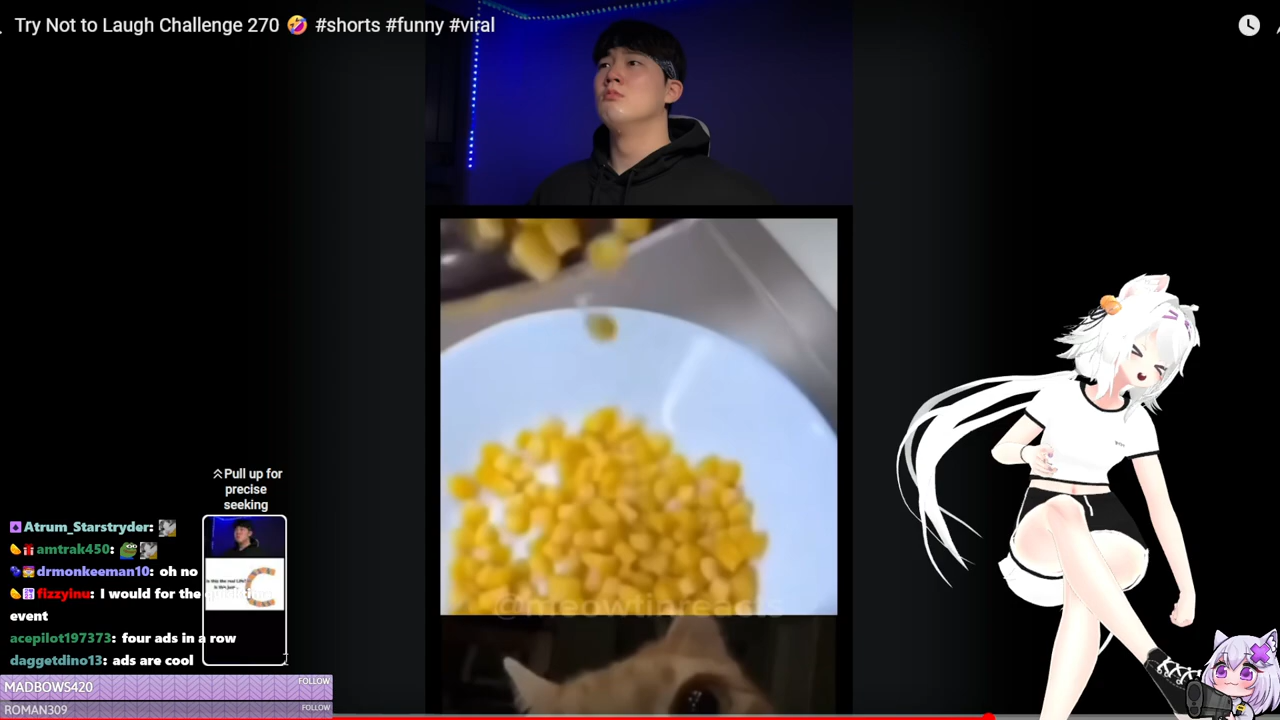 Try Not to Laugh Challenge 270 🤣 #shorts #funny #viral
@meowtinreacts
Pull up for
precise
seeking
Atrum_Starstryder:
amtrak450:
drmonkeeman10: oh no
fizzyinu: I would for the
event
acepilot197373: four ads in a row
daggetdino13: ads are cool
MADBOWS420 FOLLOW
ROMAN309 FOLLOW